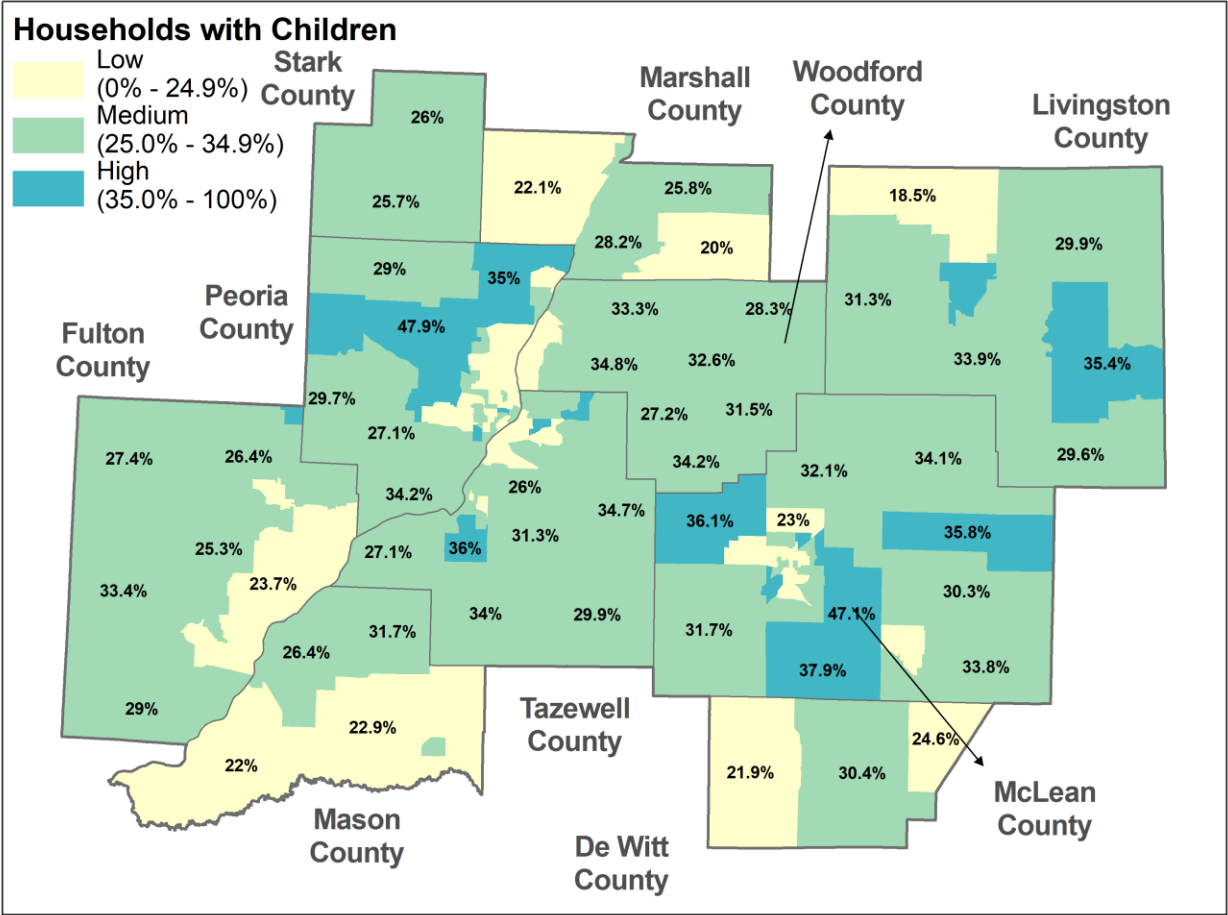 Households with Children
Low
(0% - 24.9%)
Medium
(25.0% - 34.9%)
High
(35.0% - 100%)
Stark
County
Marshall
County
Woodford
County
Livingston
County
Peoria
County
Fulton
County
26%
22.1%
25.8%
18.5%
25.7%
28.2%
20%
29.9%
29%
35%
33.3%
28.3%
31.3%
47.9%
34.8%
32.6%
33.9%
35.4%
29.7%
27.2%
31.5%
27.1%
27.4%
26.4%
34.2%
32.1%
34.1%
29.6%
34.2%
26%
34.7%
36.1%
23%
35.8%
25.3%
27.1%
36%
31.3%
33.4%
23.7%
30.3%
34%
29.9%
47.1%
31.7%
26.4%
31.7%
37.9%
33.8%
29%
22.9%
22%
24.6%
21.9%
30.4%
Tazewell
County
McLean
County
Mason
County
De Witt
County